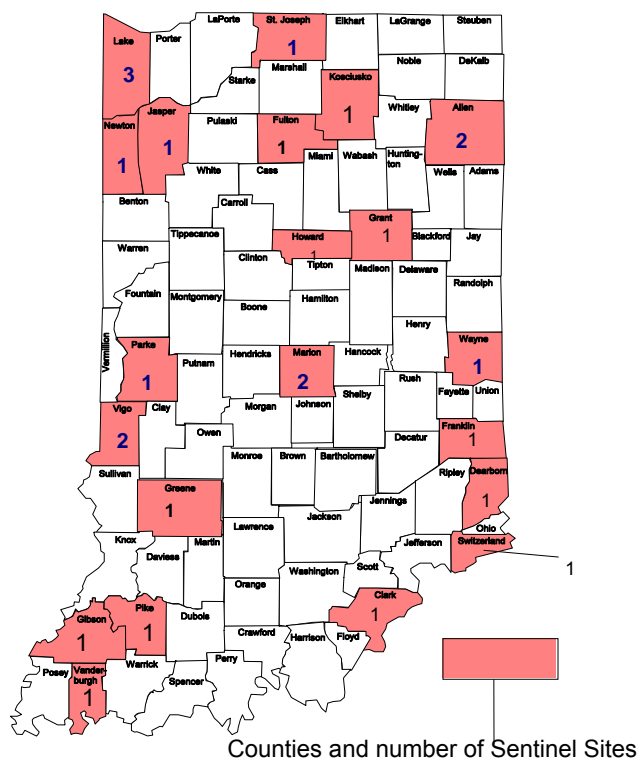 LaPorte
St. Joseph
Elkhart
LaGrange
Steuben
Lake
Porter
1
Noble
DeKalb
3
Starke
Marshall
Kosciusko
1
Whitley
Allen
2
Newton
1
Jasper
1
Pulaski
Fulton
1
Miami
Wabash
Hunting-
ton
Wells
Adams
White
Cass
Benton
Carroll
Grant
1
Blackford
Jay
Warren
Tippecanoe
Clinton
Howard
1
Tipton
Madison
Delaware
Randolph
Fountain
Montgomery
Boone
Hamilton
Henry
Vermillion
Parke
1
Putnam
Hendricks
Marion
2
Hancock
Wayne
1
Rush
Fayette
Union
Vigo
2
Clay
Morgan
Johnson
Shelby
Owen
Decatur
Franklin
1
Sullivan
Monroe
Brown
Bartholomew
Ripley
Dearborn
1
Greene
1
Jennings
Jackson
Lawrence
Ohio
Switzerland
1
Jefferson
Knox
Daviess
Martin
Washington
Scott
Orange
Clark
1
Gibson
1
Pike
1
Dubois
Crawford
Harrison
Floyd
Posey
Vander-
burgh
1
Warrick
Spencer
Perry
Counties and number of Sentinel Sites